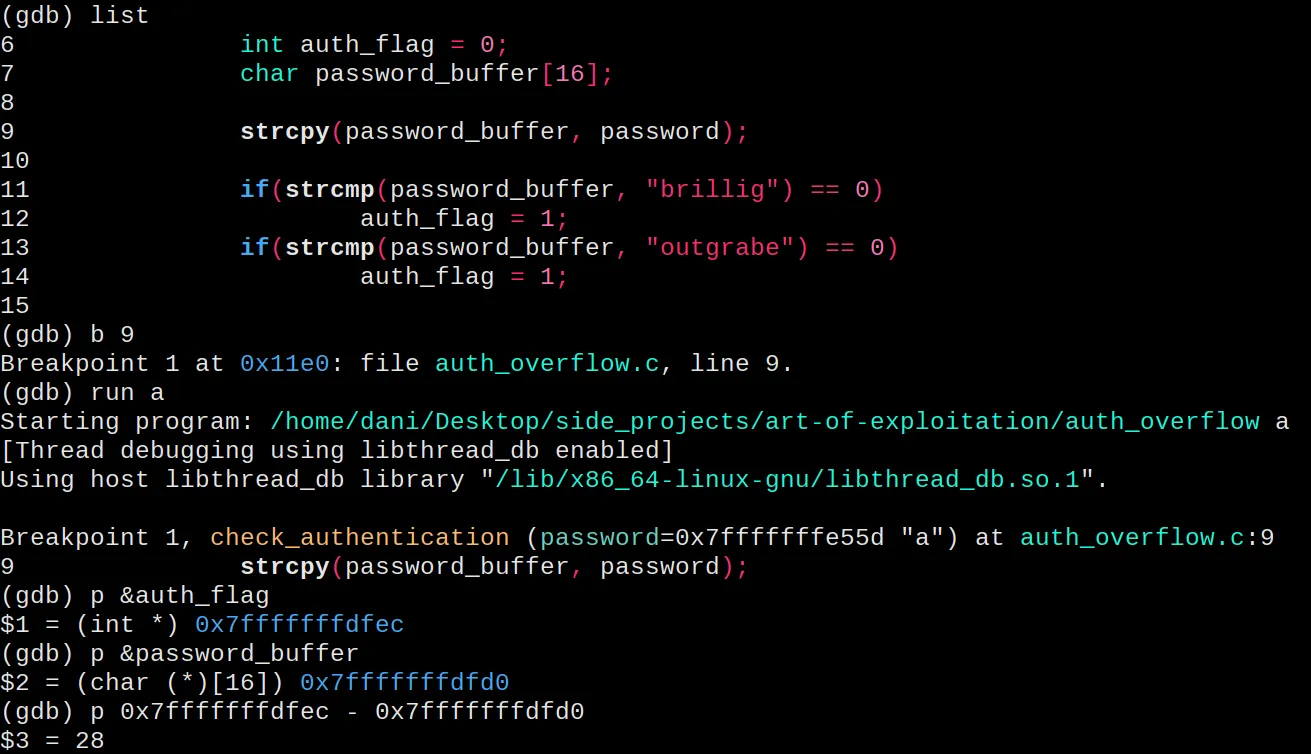 (gdb) list
6               int auth_flag = 0;
7               char password_buffer[16];
8
9               strcpy(password_buffer, password);
10
11              if(strcmp(password_buffer, "brillig") == 0)
12                      auth_flag = 1;
13              if(strcmp(password_buffer, "outgrabe") == 0)
14                      auth_flag = 1;
15
(gdb) b 9
Breakpoint 1 at 0x11e0: file auth_overflow.c, line 9.
(gdb) run a
Starting program: /home/dani/Desktop/side_projects/art-of-exploitation/auth_overflow a
[Thread debugging using libthread_db enabled]
Using host libthread_db library "/lib/x86_64-linux-gnu/libthread_db.so.1".

Breakpoint 1, check_authentication (password=0x7fffffffe55d "a") at auth_overflow.c:9
9               strcpy(password_buffer, password);
(gdb) p &auth_flag
$1 = (int *) 0x7fffffffdfec
(gdb) p &password_buffer
$2 = (char (*)[16]) 0x7fffffffdfd0
(gdb) p 0x7fffffffdfec - 0x7fffffffdfd0
$3 = 28